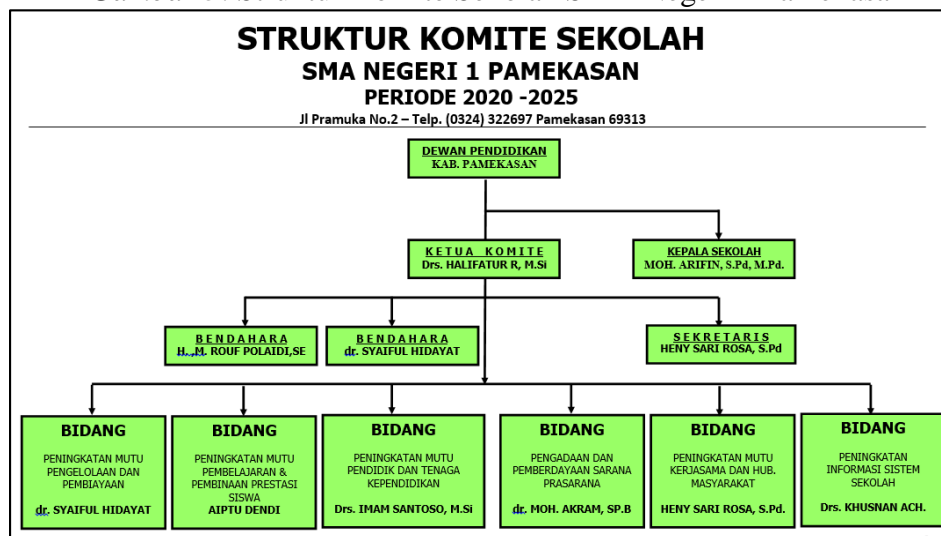 STRUKTUR KOMITE SEKOLAH
SMA NEGERI 1 PAMEKASAN
PERIODE 2020 -2025
Jl Pramuka No.2 – Telp. (0324) 322697 Pamekasan 69313
DEWAN PENDIDIKAN
KAB. PAMEKASAN
KETUA KOMITE
Drs. HALIFATUR R, M.Si
KEPALA SEKOLAH
MOH. ARIFIN, S.Pd, M.Pd.
BENDAHARA
H. .M. ROUF POLAIDI,SE
BENDAHARA
dr. SYAIFUL HIDAYAT
SEKRETARIS
HENY SARI ROSA, S.Pd
BIDANG
PENINGKATAN MUTU
PENGELOLAAN DAN
PEMBIAYAAN
dr. SYAIFUL HIDAYAT
BIDANG
PENINGKATAN MUTU
PEMBELAJARAN &
PEMBINAAN PRESTASI
SISWA
AIPTU DENDI
BIDANG
PENINGKATAN MUTU
PENDIDIK DAN TENAGA
KEPENDIDIKAN
Drs. IMAM SANTOSO, M.Si
BIDANG
PENGADAAN DAN
PEMBERDAYAAN SARANA
PRASARANA
dr. MOH. AKRAM, SP.B
BIDANG
PENINGKATAN MUTU
KERJASAMA DAN HUB.
MASYARAKAT
HENY SARI ROSA, S.Pd.
BIDANG
PENINGKATAN
INFORMASI SISTEM
SEKOLAH
Drs. KHUSNAN ACH.